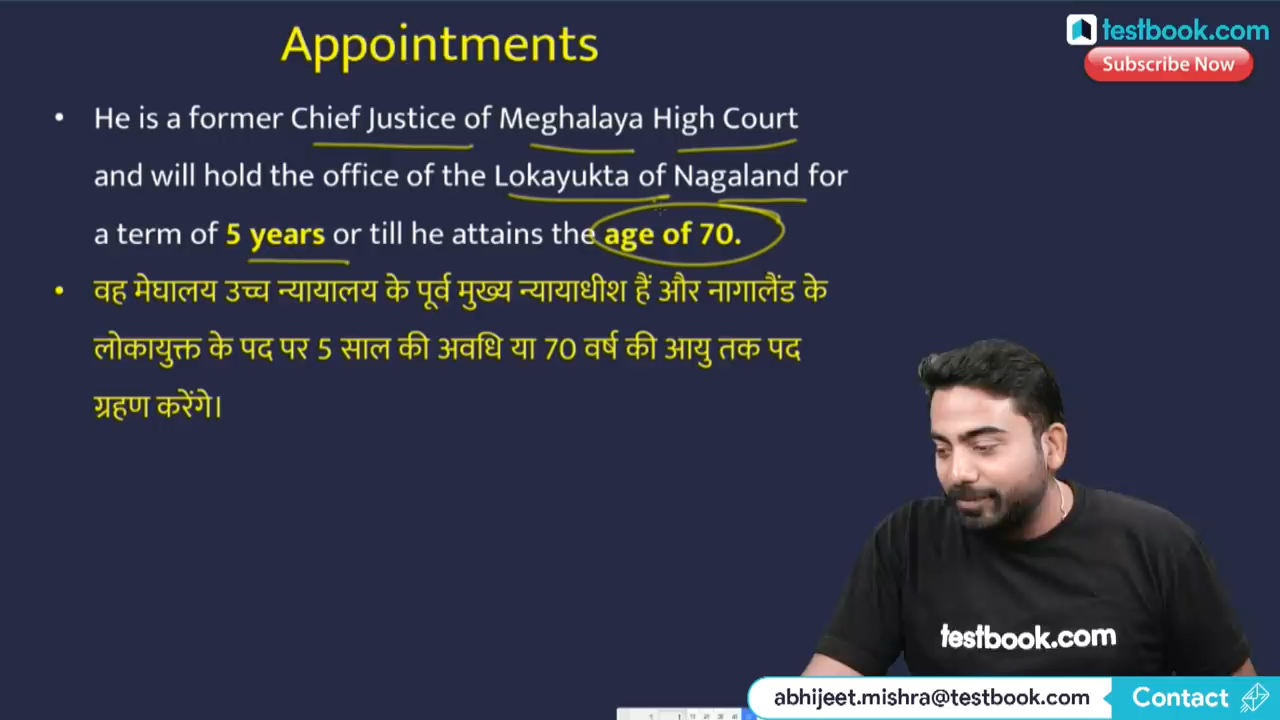 Appointments
testbook.com
Subscribe Now
• He is a former Chief Justice of Meghalaya High Court
and will hold the office of the Lokayukta of Nagaland for
a term of 5 years or till he attains the age of 70.
• वह मेघालय उच्च न्यायालय के पूर्व मुख्य न्यायाधीश हैं और नागालैंड के
लोकायुक्त के पद पर 5 साल की अवधि या 70 वर्ष की आयु तक पद
ग्रहण करेंगे।
testbook.com
abhijeet.mishra@testbook.com Contact